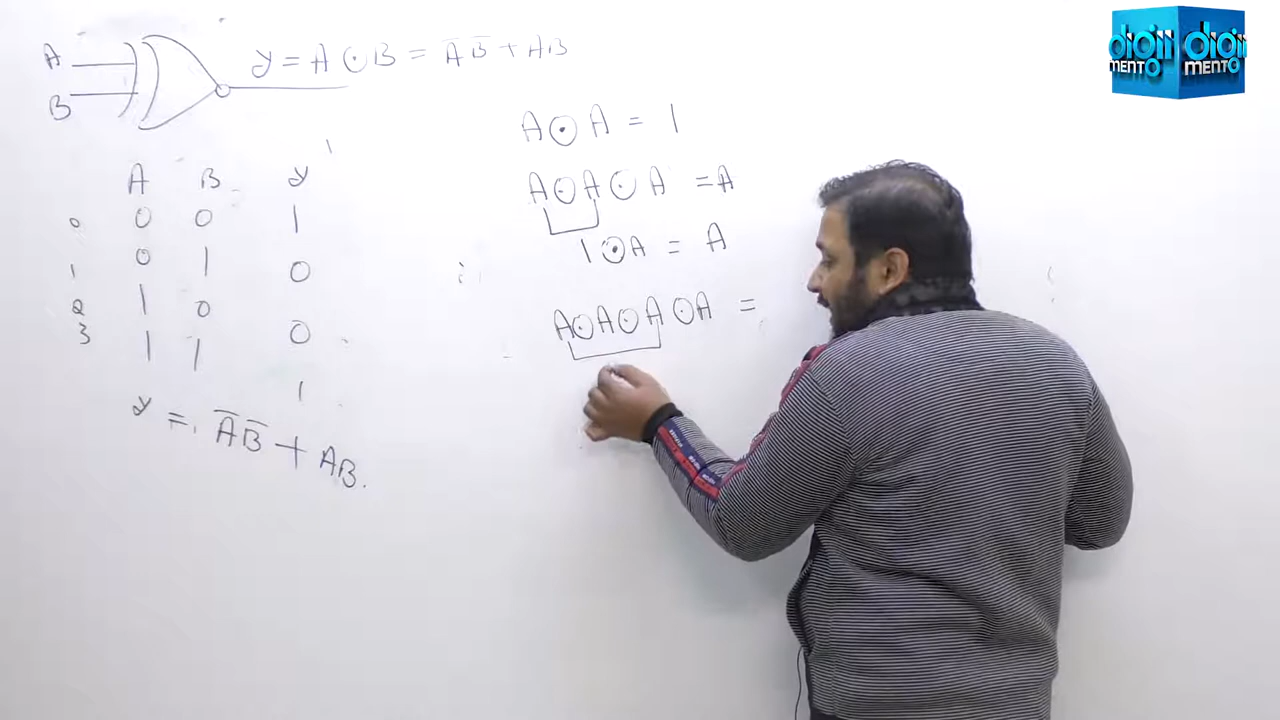 A
B
y = A ⊙ B = A̅ B̅ + AB
A B y
0 0 0 1
1 0 1 0
2 1 0 0
3 1 1 1
y = A̅ B̅ + AB.
A ⊙ A = 1
A ⊙ A ⊙ A = A
1 ⊙ A = A
A ⊙ A ⊙ A ⊙ A =
digii digii
MENTO MENTO